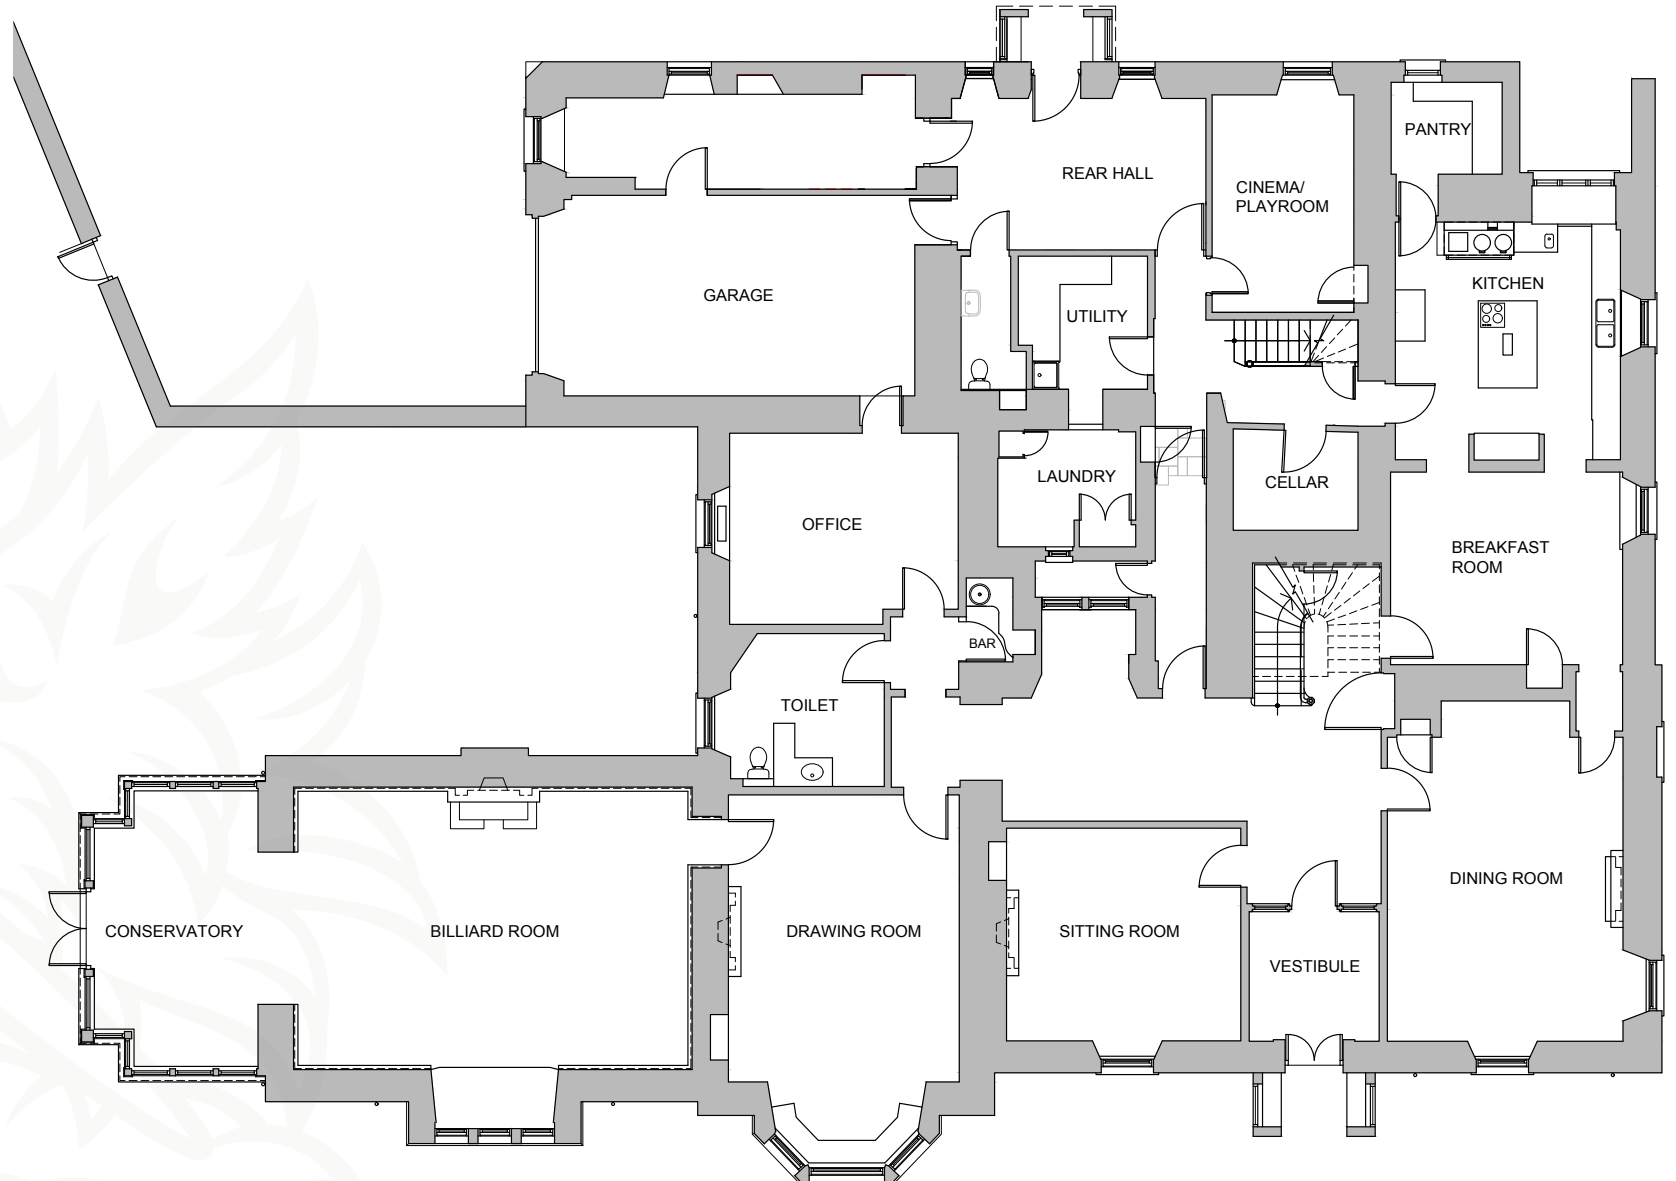 PANTRY
REAR HALL
CINEMA/
PLAYROOM
KITCHEN
GARAGE
UTILITY
LAUNDRY
CELLAR
OFFICE
BREAKFAST
ROOM
BAR
TOILET
DINING ROOM
CONSERVATORY
BILLIARD ROOM
DRAWING ROOM
SITTING ROOM
VESTIBULE